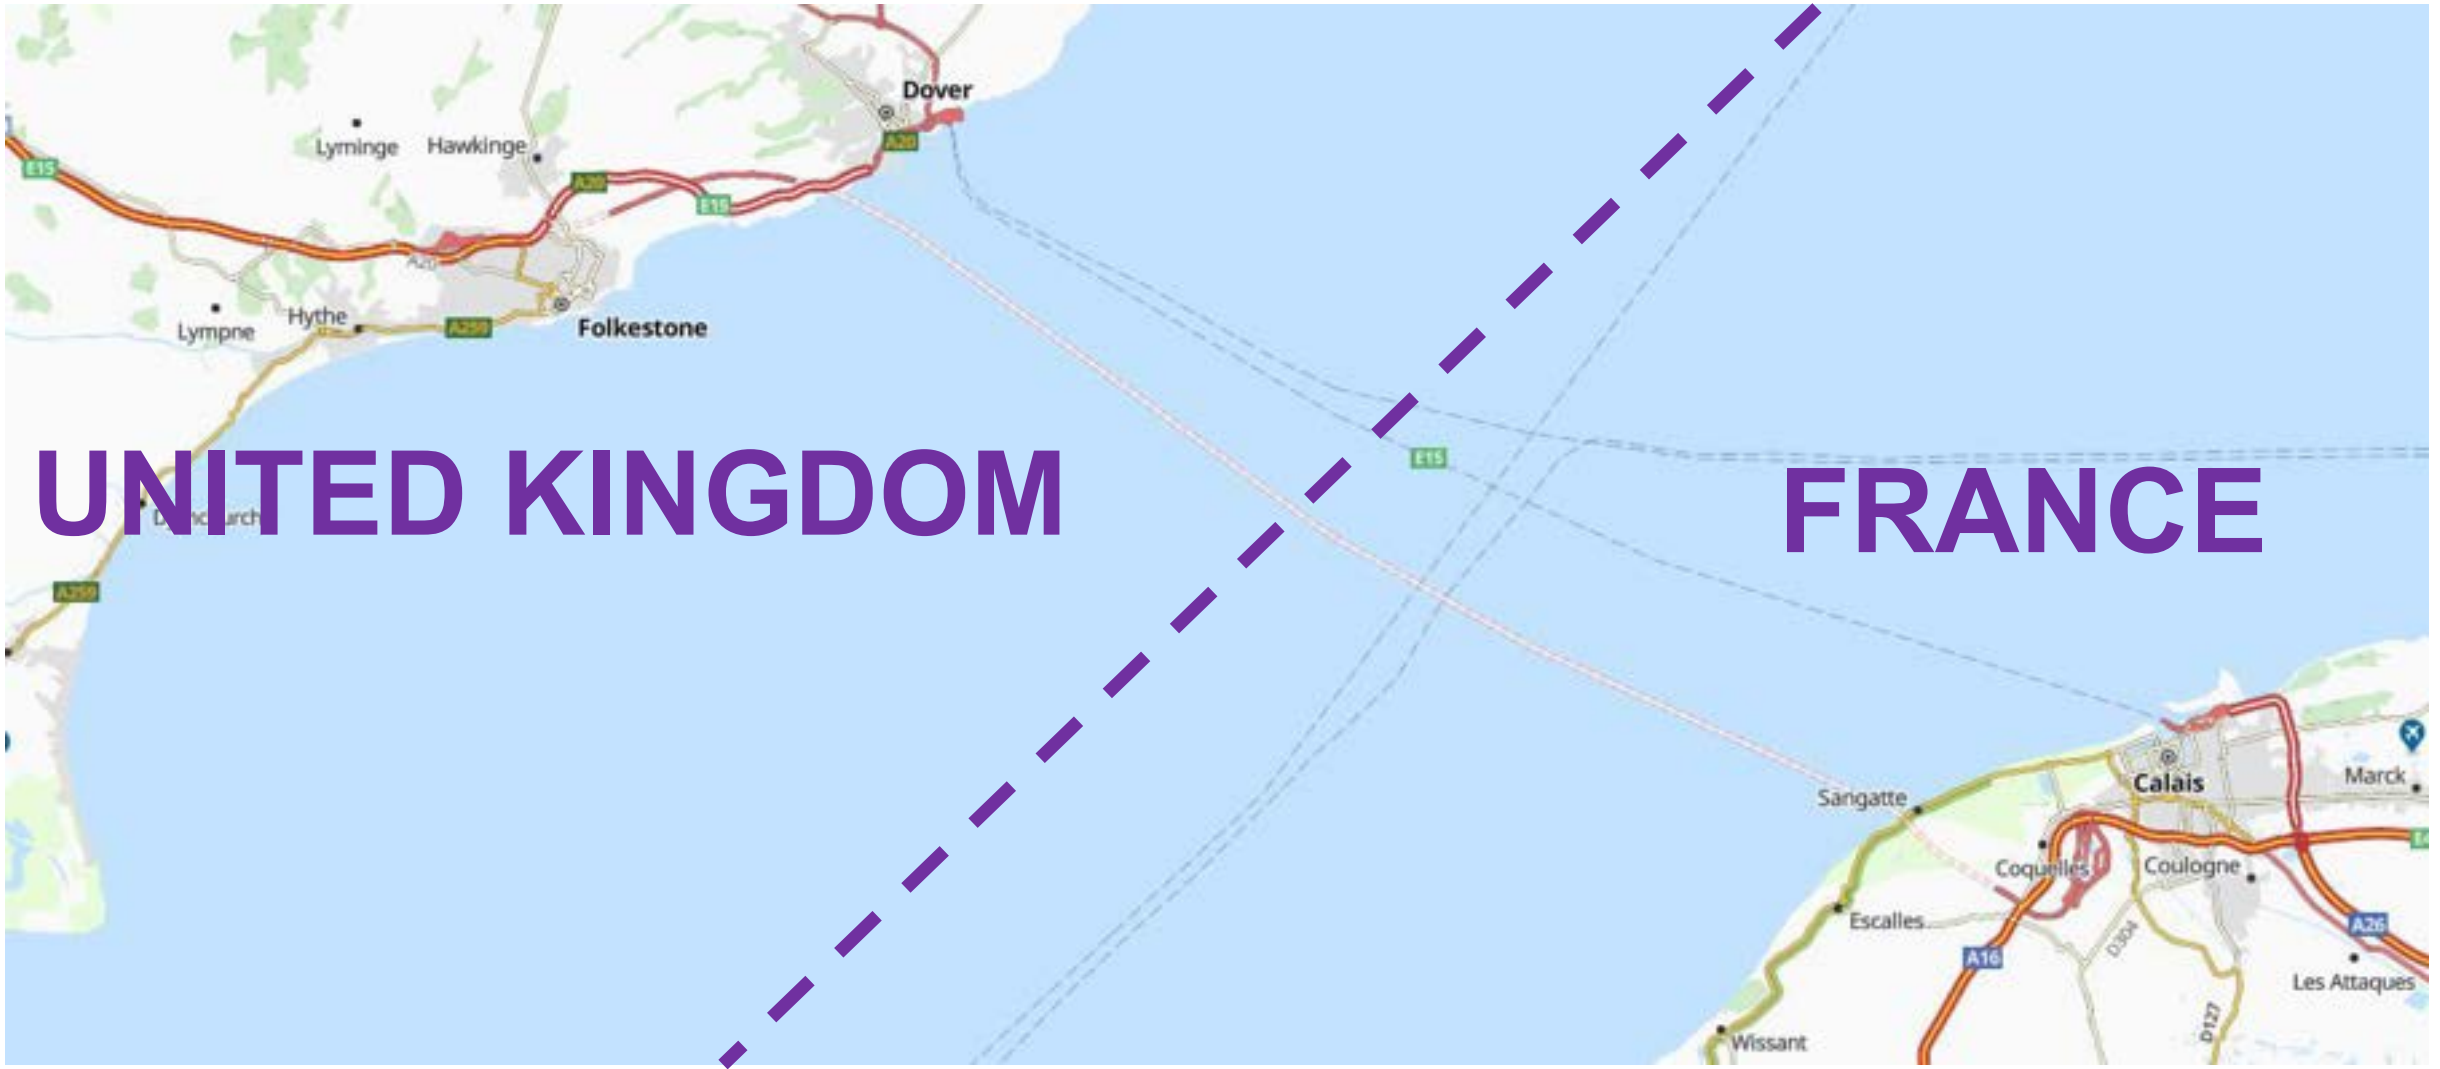 Dover
A20
Lyminge
Hawkinge
E15
A20
E15
A20
Lympne
Hythe
A259
Folkestone
UNITED KINGDOM
E15
FRANCE
A259
Sangatte
Calais
Marck
Coquelles
Coulogne
Escalles
A26
A16
D304
Les Attaques
D127
Wissant